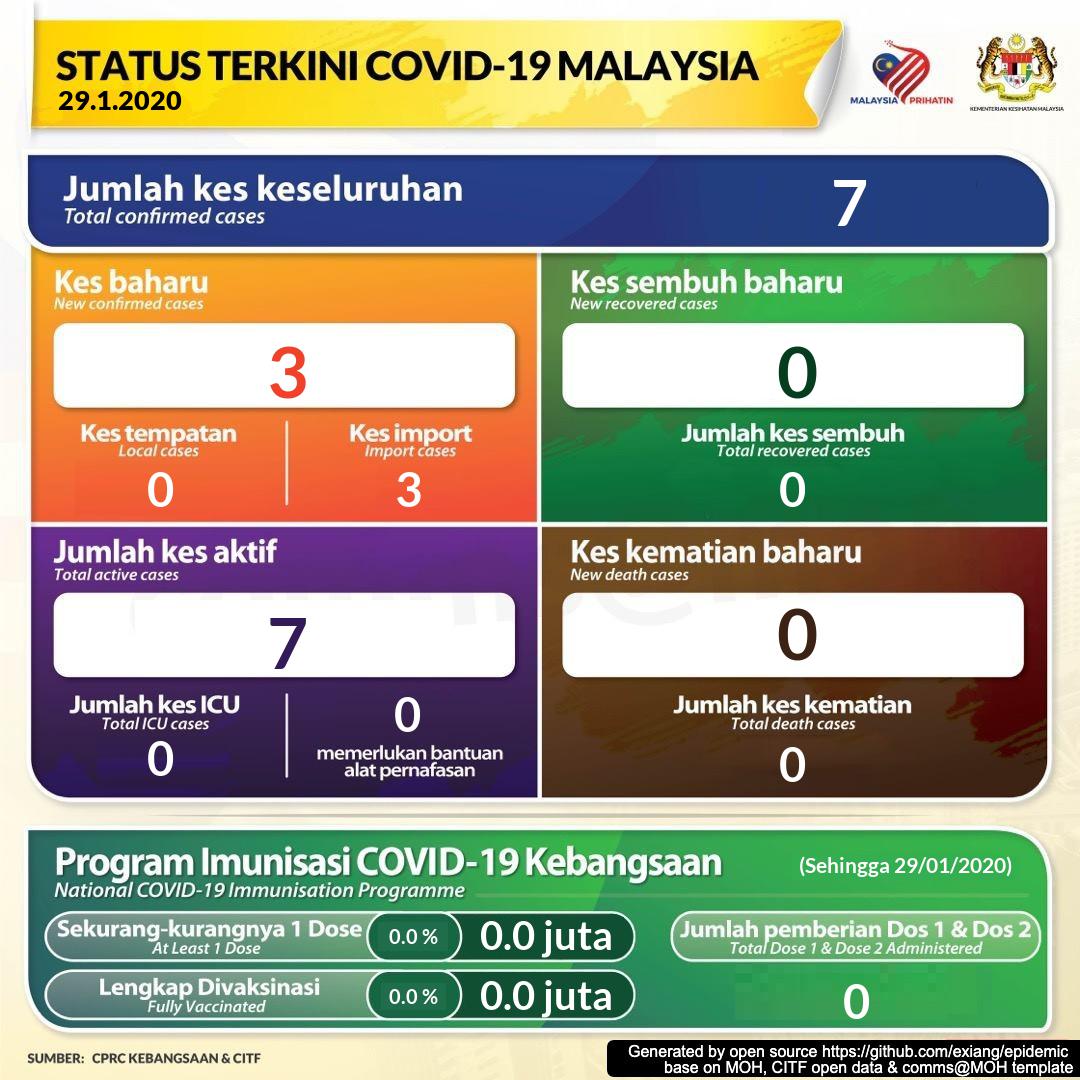 STATUS TERKINI COVID-19 MALAYSIA
29.1.2020
MALAYSIA PRIHATIN
KEMENTERIAN KESIHATAN MALAYSIA
Jumlah kes keseluruhan
Total confirmed cases
7
Kes baharu
New confirmed cases
3
Kes tempatan
Local cases
0
Kes import
Import cases
3
Kes sembuh baharu
New recovered cases
0
Jumlah kes sembuh
Total recovered cases
0
Jumlah kes aktif
Total active cases
7
Jumlah kes ICU
Total ICU cases
0
0
memerlukan bantuan
alat pernafasan
Kes kematian baharu
New death cases
0
Jumlah kes kematian
Total death cases
0
Program Imunisasi COVID-19 Kebangsaan
National COVID-19 Immunisation Programme
(Sehingga 29/01/2020)
Sekurang-kurangnya 1 Dose
At Least 1 Dose
0.0 %
0.0 juta
Lengkap Divaksinasi
Fully Vaccinated
0.0 %
0.0 juta
Jumlah pemberian Dos 1 & Dos 2
Total Dose 1 & Dose 2 Administered
0
SUMBER: CPRC KEBANGSAAN & CITF
Generated by open source https://github.com/exiang/epidemic
base on MOH, CITF open data & comms@MOH template